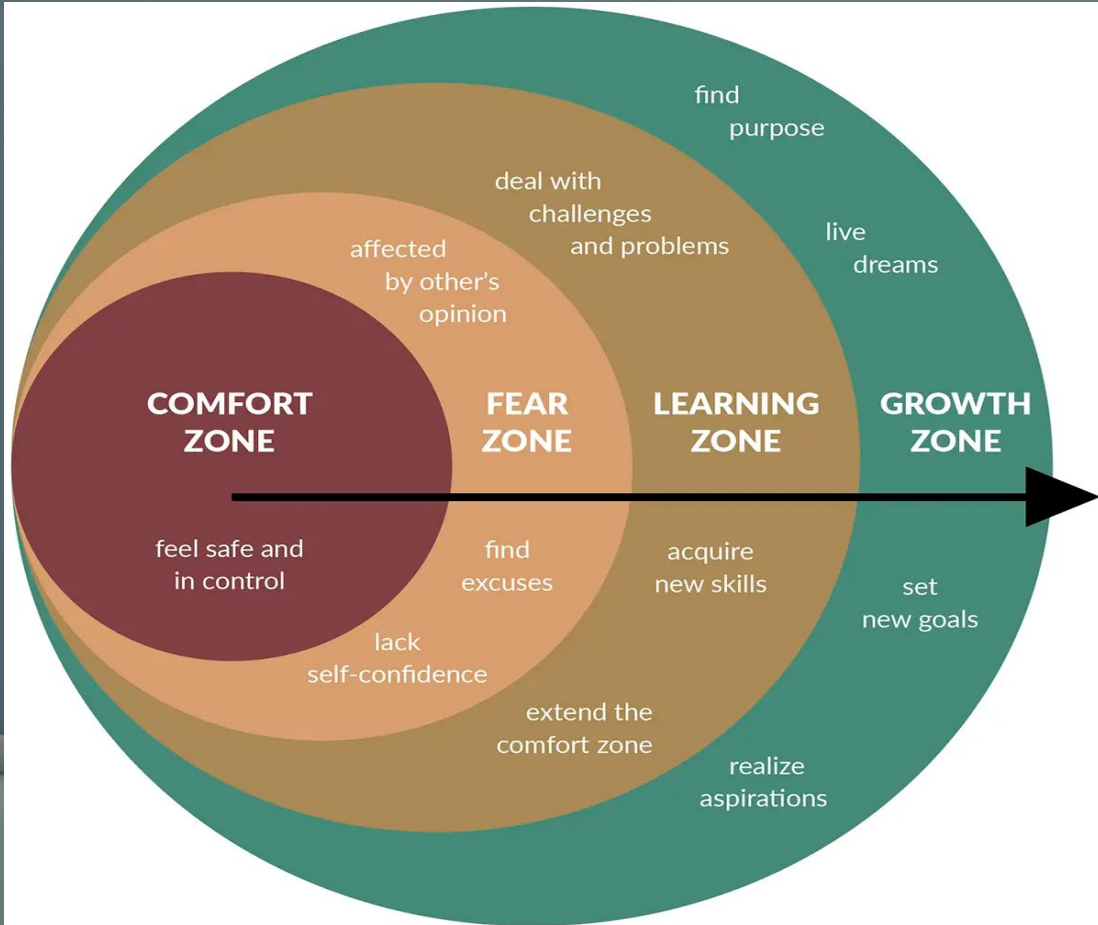 find
purpose
deal with
challenges
and problems
live
dreams
affected
by other's
opinion
COMFORT
ZONE
FEAR
ZONE
LEARNING
ZONE
GROWTH
ZONE
feel safe and
in control
find
excuses
acquire
new skills
set
new goals
lack
self-confidence
extend the
comfort zone
realize
aspirations